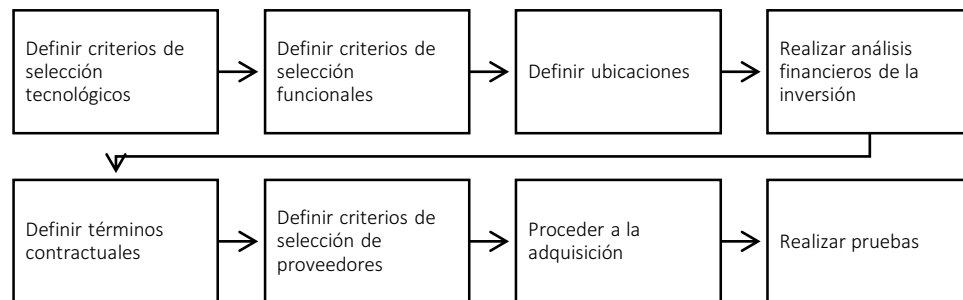 Definir criterios de
selección
tecnológicos
Definir criterios de
selección
funcionales
Definir ubicaciones
Realizar análisis
financieros de la
inversión
Definir términos
contractuales
Definir criterios de
selección de
proveedores
Proceder a la
adquisición
Realizar pruebas